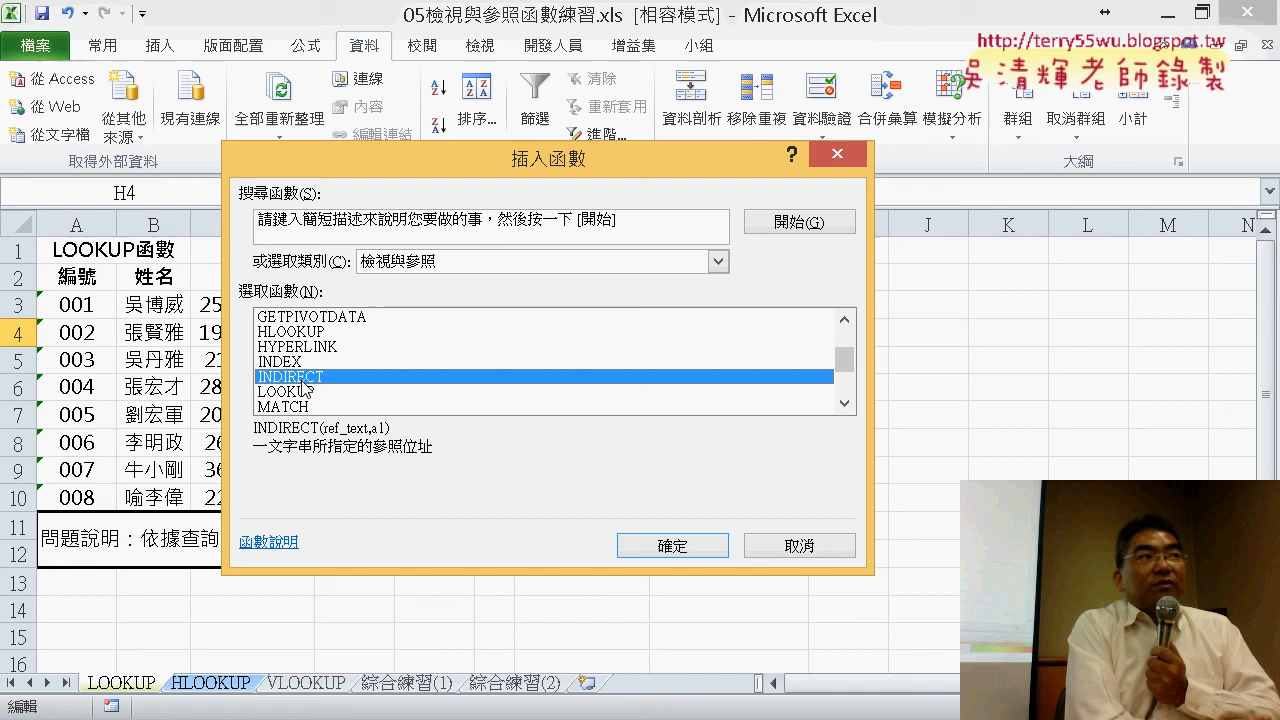 05檢視與參照函數練習.xls [相容模式] - Microsoft Excel
http://terry55wu.blogspot.tw
吳清輝老師錄製
檔案 常用 插入 版面配置 公式 資料 校閱 檢視 開發人員 增益集 小組
從 Access
從 Web
從文字檔
從其他
來源
現有連線
全部重新整理
連線
內容
編輯連結
排序...
篩選
清除
重新套用
進階...
資料剖析 移除重複 資料驗證 合併彙算 模擬分析
群組 取消群組 小計
取得外部資料
大綱
H4
插入函數
搜尋函數(S):
請鍵入簡短描述來說明您要做的事，然後按一下 [開始]
開始(G)
或選取類別(C): 檢視與參照
選取函數(N):
GETPIVOTDATA
HLOOKUP
HYPERLINK
INDEX
INDIRECT
LOOKUP
MATCH
INDIRECT(ref_text,a1)
一文字串所指定的參照位址
函數說明
確定
取消
A B J K L M N
1 LOOKUP函數
2 編號 姓名
3 001 吳博威 25
4 002 張賢雅 19
5 003 吳丹雅 21
6 004 張宏才 28
7 005 劉宏軍 20
8 006 李明政 26
9 007 牛小剛 36
10 008 喻李偉 22
11 問題說明：依據查詢
12
13
14
15
16
LOOKUP HLOOKUP VLOOKUP 綜合練習(1) 綜合練習(2)
編輯